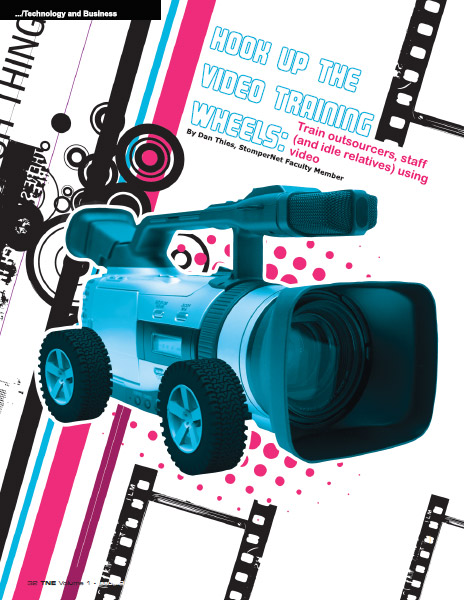 .../Technology and Business
HOOK UP THE
VIDEO TRAINING
WHEELS:
Train outsourcers, staff
(and idle relatives) using
video
By Dan Thies, StomperNet Faculty Member
32 TNE Volume 1 -